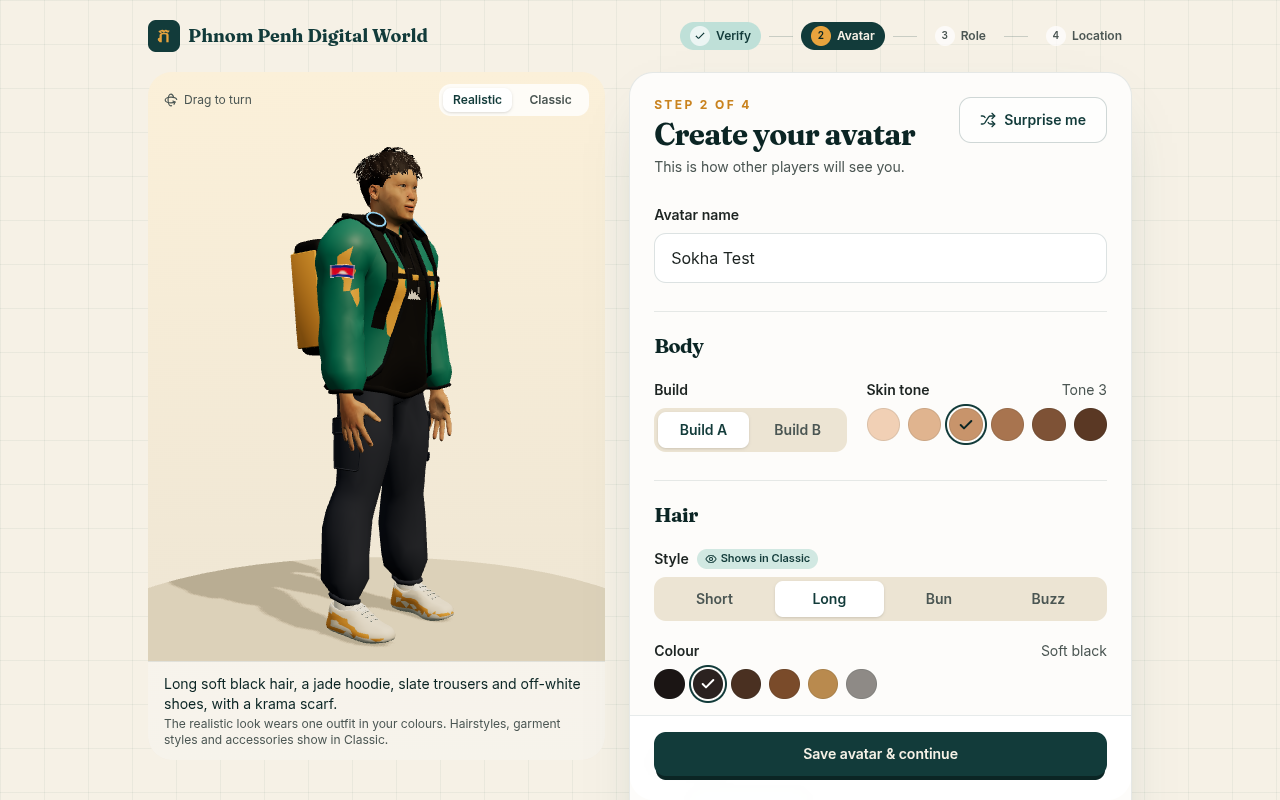 Phnom Penh Digital World
Verify
2 Avatar
3 Role
4 Location
Drag to turn
Realistic
Classic
Long soft black hair, a jade hoodie, slate trousers and off-white
shoes, with a krama scarf.
The realistic look wears one outfit in your colours. Hairstyles, garment
styles and accessories show in Classic.
STEP 2 OF 4
Create your avatar
This is how other players will see you.
Surprise me
Avatar name
Sokha Test
Body
Build
Build A
Build B
Skin tone
Tone 3
Hair
Style
Shows in Classic
Short
Long
Bun
Buzz
Colour
Soft black
Save avatar & continue